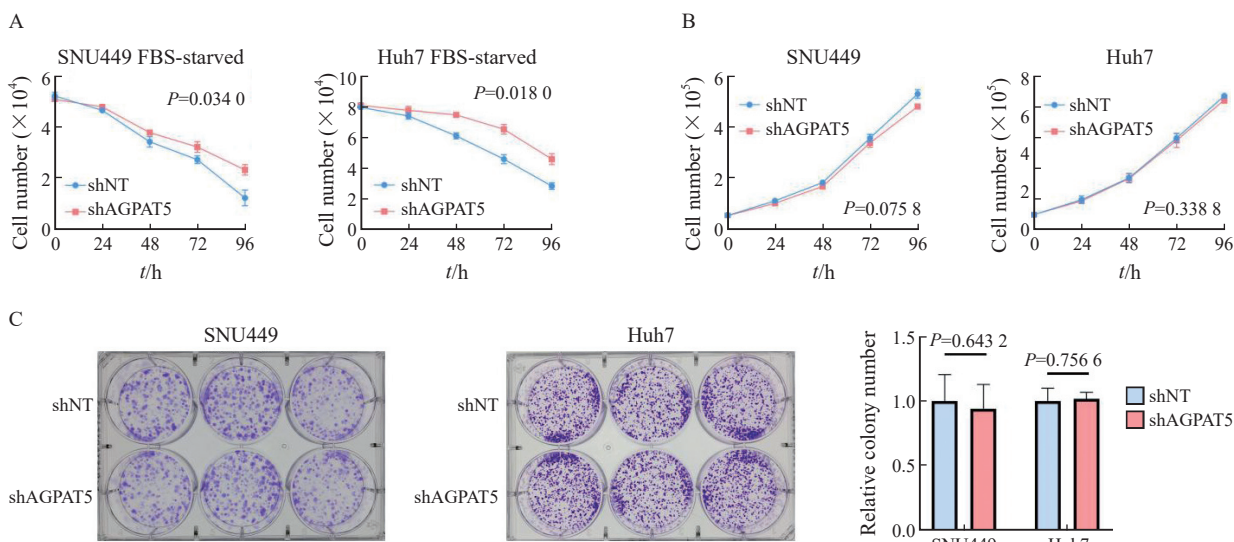 A
SNU449 FBS-starved
Cell number (×10⁴)
6
4
2
0
P=0.034 0
shNT
shAGPAT5
0 24 48 72 96
t/h
Huh7 FBS-starved
Cell number (×10⁴)
10
8
6
4
2
0
P=0.018 0
shNT
shAGPAT5
0 24 48 72 96
t/h
B
SNU449
Cell number (×10⁵)
6
4
2
0
shNT
shAGPAT5
P=0.075 8
0 24 48 72 96
t/h
Huh7
Cell number (×10⁵)
8
6
4
2
0
shNT
shAGPAT5
P=0.338 8
0 24 48 72 96
t/h
C
SNU449
shNT
shAGPAT5
Huh7
shNT
shAGPAT5
Relative colony number
1.5
1.0
0.5
0.0
P=0.643 2
P=0.756 6
shNT
shAGPAT5
SNU449 Huh7